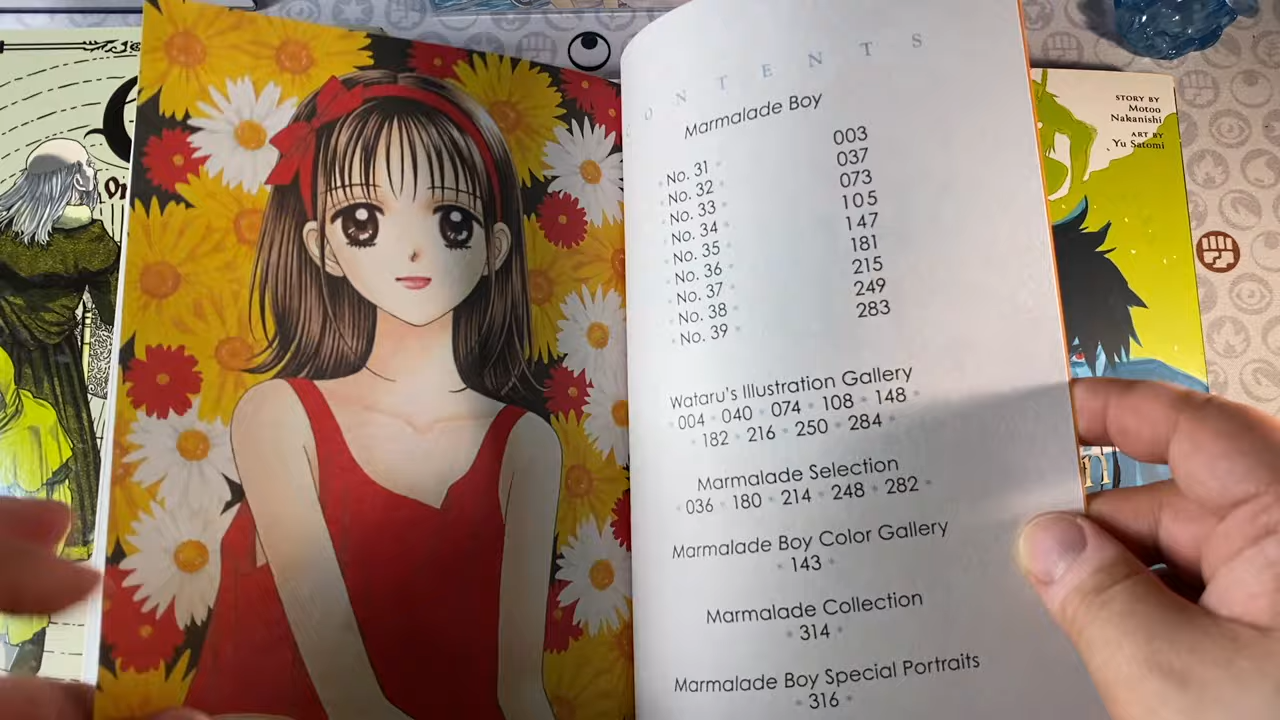 CONTENTS
Marmalade Boy
No. 31 003
No. 32 037
No. 33 073
No. 34 105
No. 35 147
No. 36 181
No. 37 215
No. 38 249
No. 39 283
Wataru's Illustration Gallery
004 • 040 • 074 • 108 • 148 •
• 182 • 216 • 250 • 284 •
Marmalade Selection
• 036 • 180 • 214 • 248 • 282 •
Marmalade Boy Color Gallery
• 143 •
Marmalade Collection
• 314 •
Marmalade Boy Special Portraits
• 316 •
STORY BY
Motoo
Nakanishi
ART BY
Yu Satomi